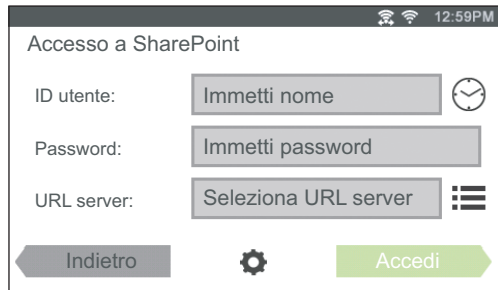 12:59PM
Accesso a SharePoint
ID utente: Immetti nome
Password: Immetti password
URL server: Seleziona URL server
Indietro Accedi